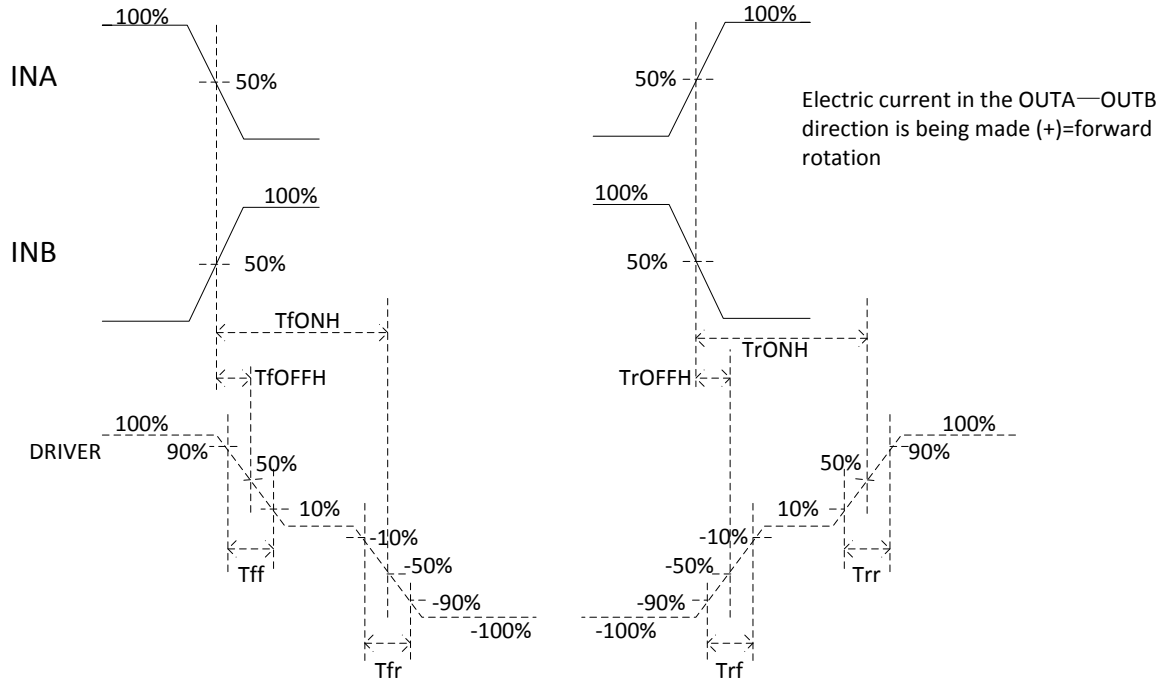 100%
100%
INA
50%
50%
Electric current in the OUTA—OUTB
direction is being made (+)=forward
rotation
100%
100%
INB
50%
50%
TfONH
TrONH
TfOFFH
TrOFFH
100%
100%
DRIVER
90%
90%
50%
50%
10%
10%
-10%
-10%
Tff
-50%
-50%
Trr
-90%
-90%
-100%
-100%
Tfr
Trf